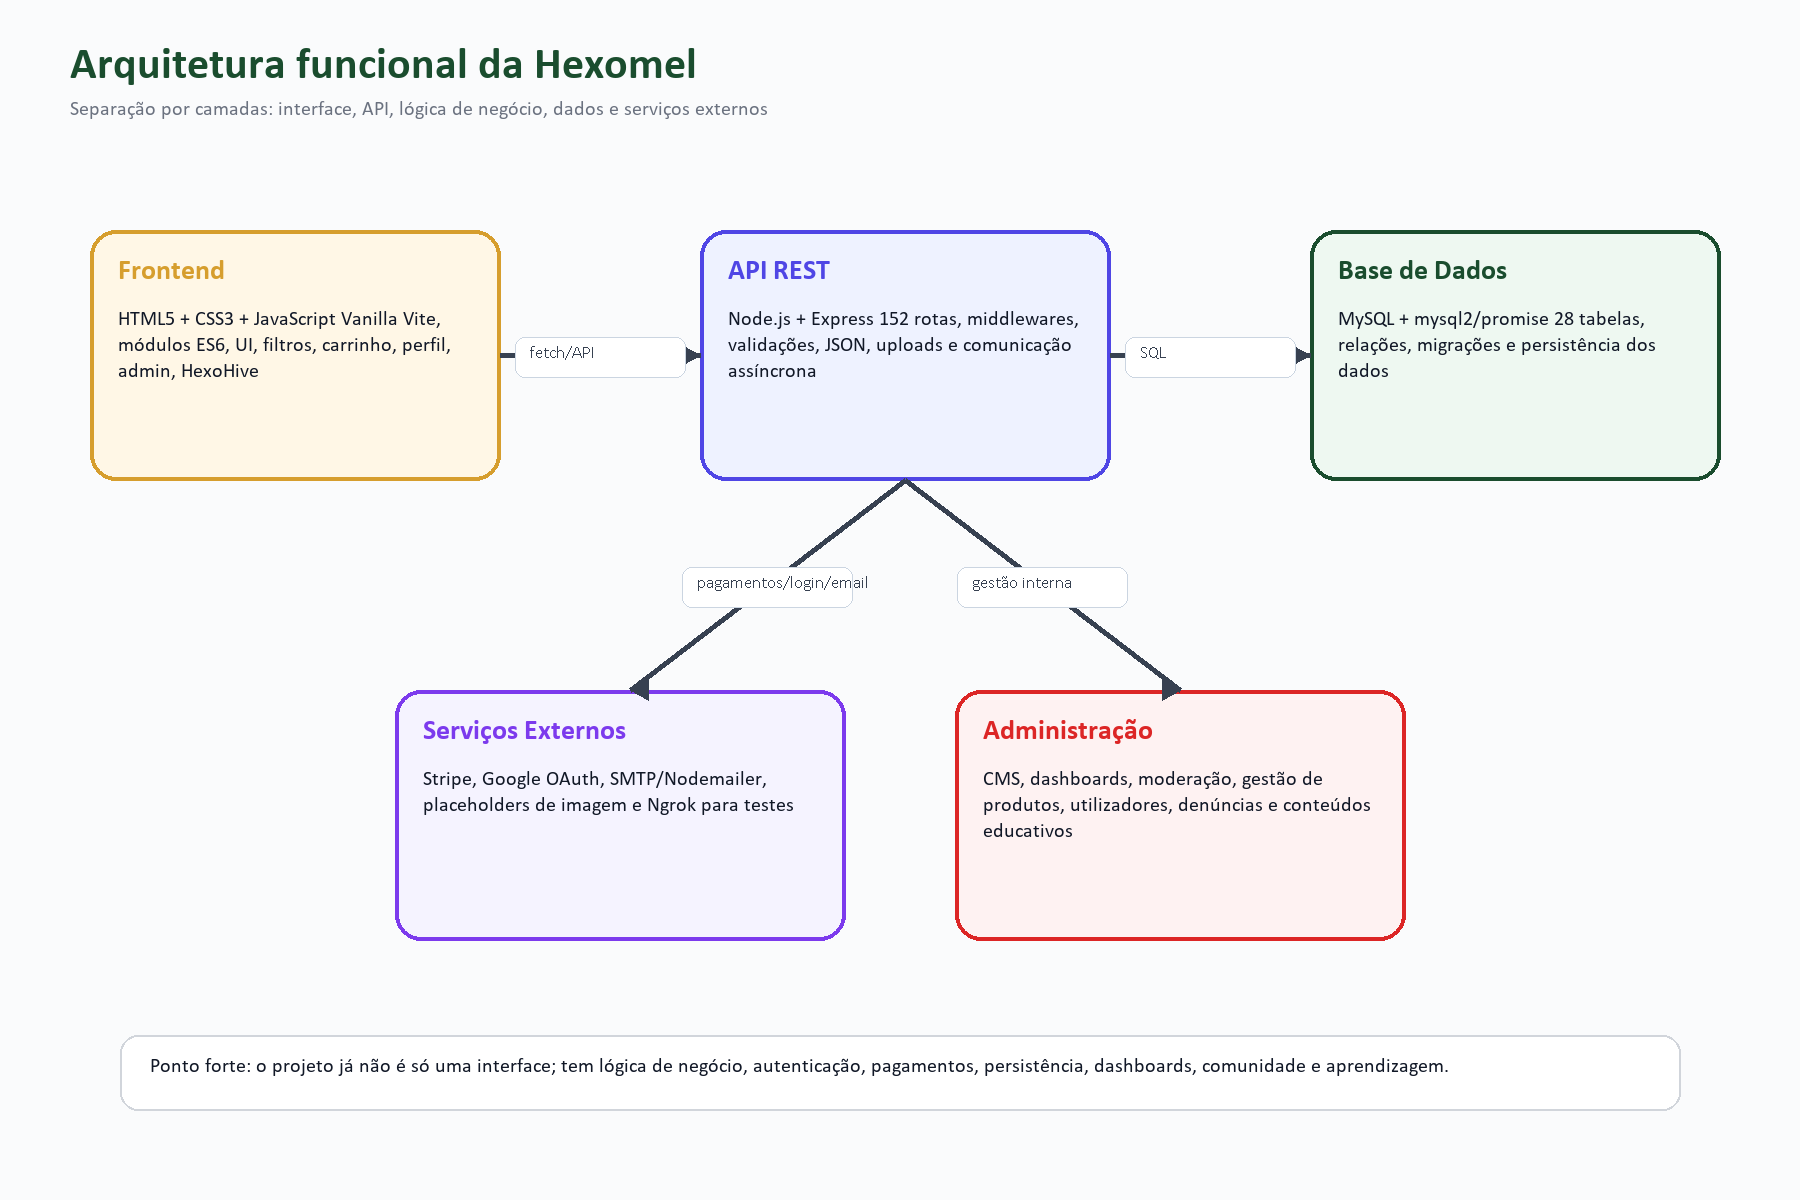 Arquitetura funcional da Hexomel
Separação por camadas: interface, API, lógica de negócio, dados e serviços externos
Frontend
HTML5 + CSS3 + JavaScript Vanilla Vite,
módulos ES6, UI, filtros, carrinho, perfil,
admin, HexoHive
fetch/API
API REST
Node.js + Express 152 rotas, middlewares,
validações, JSON, uploads e comunicação
assíncrona
SQL
Base de Dados
MySQL + mysql2/promise 28 tabelas,
relações, migrações e persistência dos
dados
pagamentos/login/email
gestão interna
Serviços Externos
Stripe, Google OAuth, SMTP/Nodemailer,
placeholders de imagem e Ngrok para testes
Administração
CMS, dashboards, moderação, gestão de
produtos, utilizadores, denúncias e conteúdos
educativos
Ponto forte: o projeto já não é só uma interface; tem lógica de negócio, autenticação, pagamentos, persistência, dashboards, comunidade e aprendizagem.